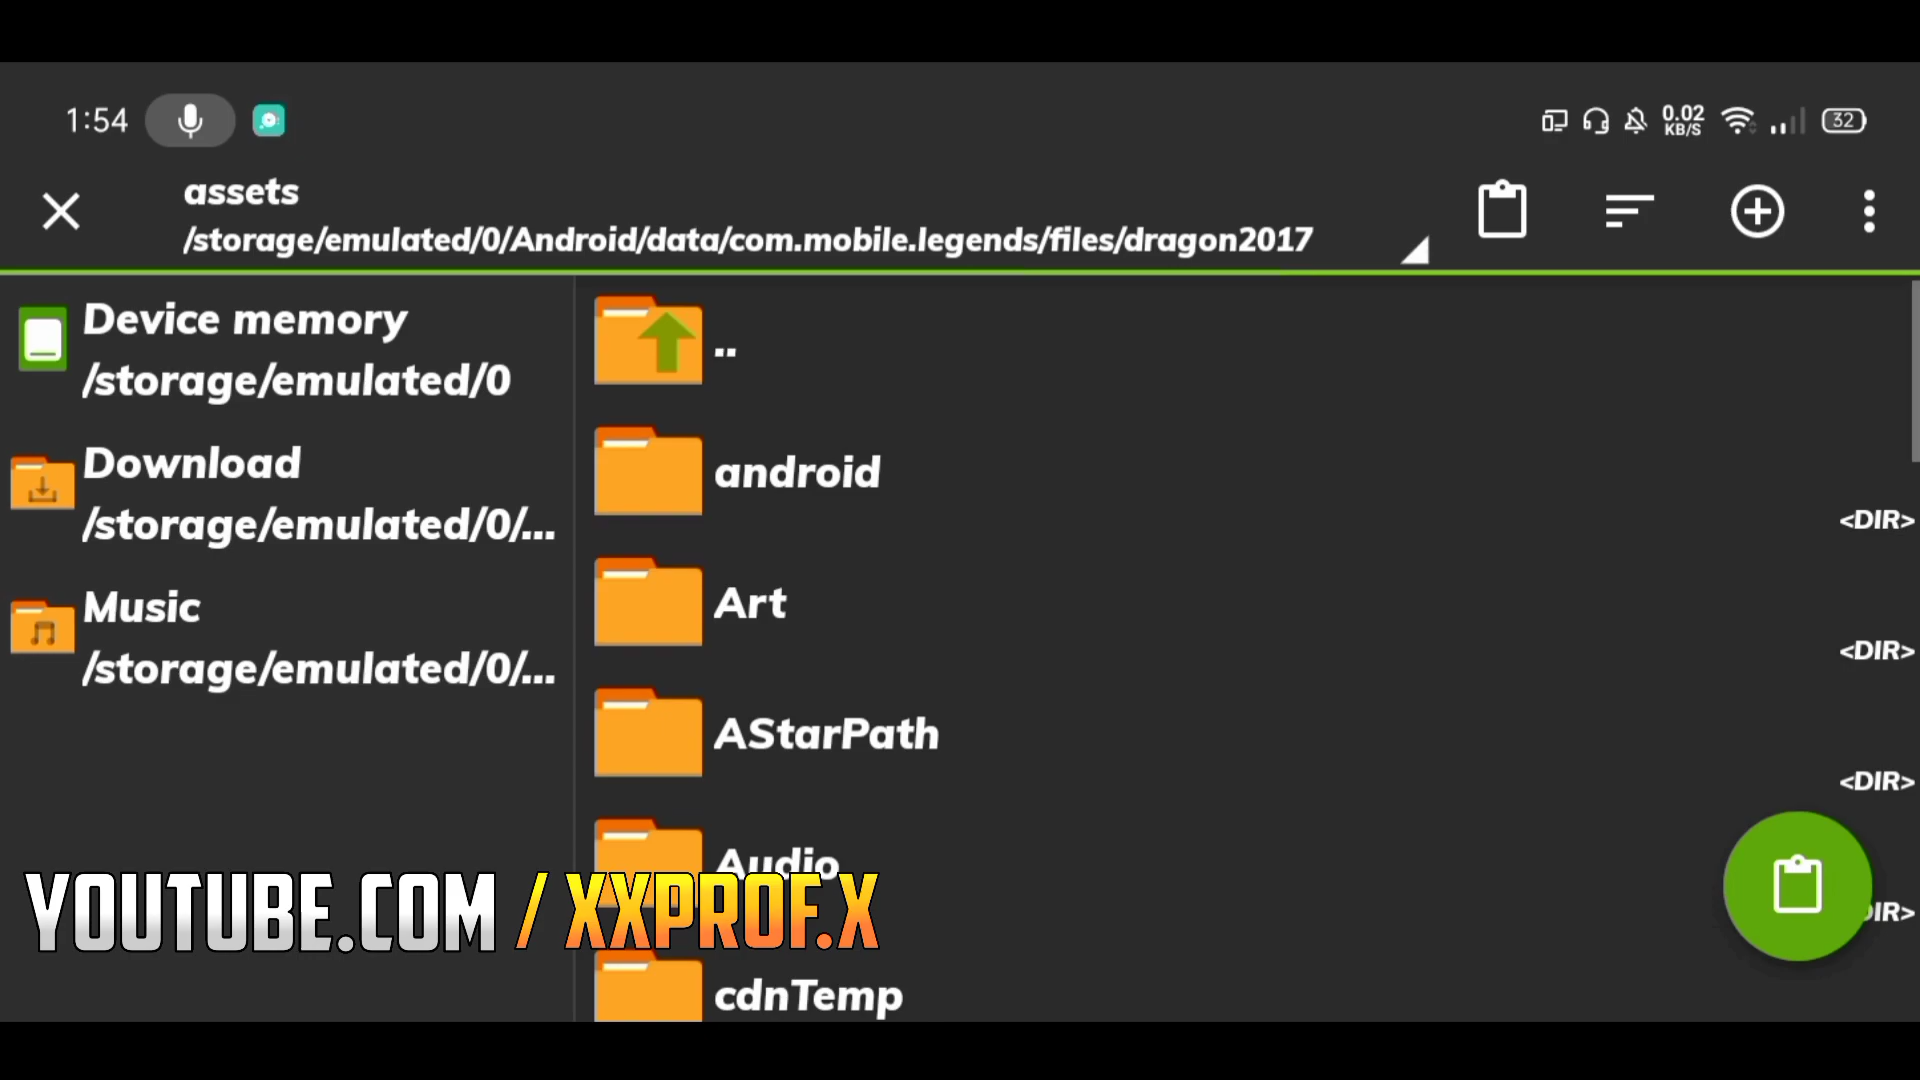 1:54
0.02
KB/S
32
assets
/storage/emulated/0/Android/data/com.mobile.legends/files/dragon2017
Device memory
/storage/emulated/0
Download
/storage/emulated/0/...
Music
/storage/emulated/0/...
..
android
<DIR>
Art
<DIR>
AStarPath
<DIR>
Audio
DIR>
cdnTemp
YOUTUBE.COM / XXPROF.X